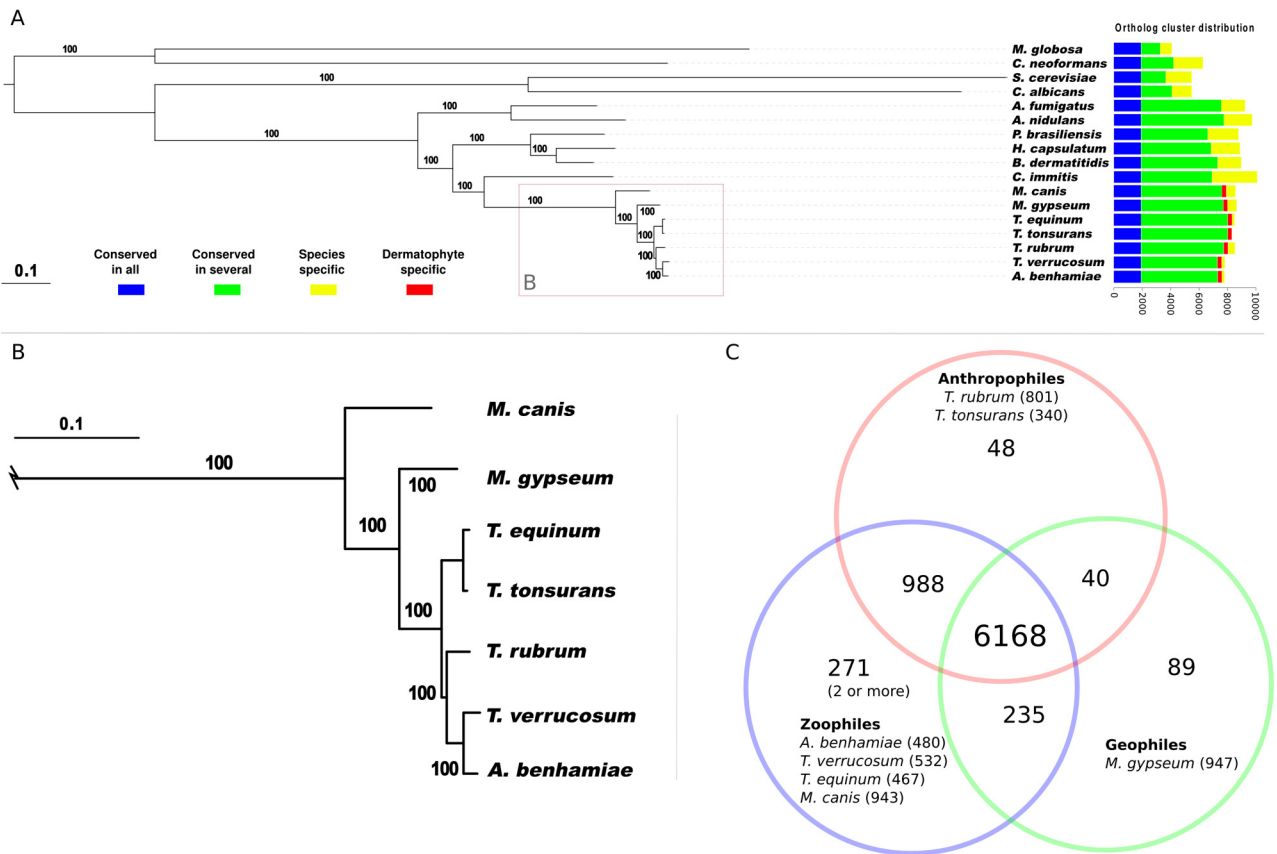 A
Ortholog cluster distribution
100
M. globosa
C. neoformans
100
S. cerevisiae
C. albicans
100
A. fumigatus
100
A. nidulans
100
P. brasiliensis
100
H. capsulatum
100
B. dermatitidis
100
C. immitis
100
M. canis
100
M. gypseum
100
T. equinum
100
T. tonsurans
100
T. rubrum
100
T. verrucosum
100
A. benhamiae
0
2000
4000
6000
8000
10000
Conserved in all
Conserved in several
Species specific
Dermatophyte specific
0.1
B
B
0.1
100
M. canis
100
M. gypseum
100
T. equinum
100
T. tonsurans
T. rubrum
100
T. verrucosum
100
A. benhamiae
C
Anthropophiles
T. rubrum (801)
T. tonsurans (340)
48
988
40
6168
271
(2 or more)
89
235
Zoophiles
A. benhamiae (480)
T. verrucosum (532)
T. equinum (467)
M. canis (943)
Geophiles
M. gypseum (947)